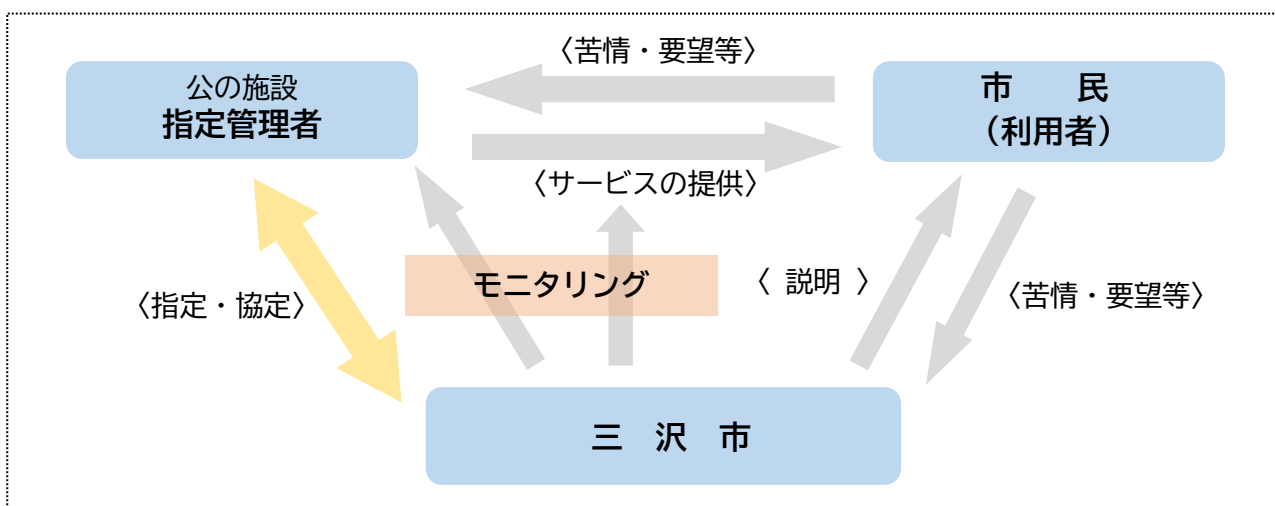 〈苦情・要望等〉
公の施設
指定管理者
市　　民
（利用者）
〈サービスの提供〉
モニタリング
〈 説明 〉
〈指定・協定〉
〈苦情・要望等〉
三　沢　市